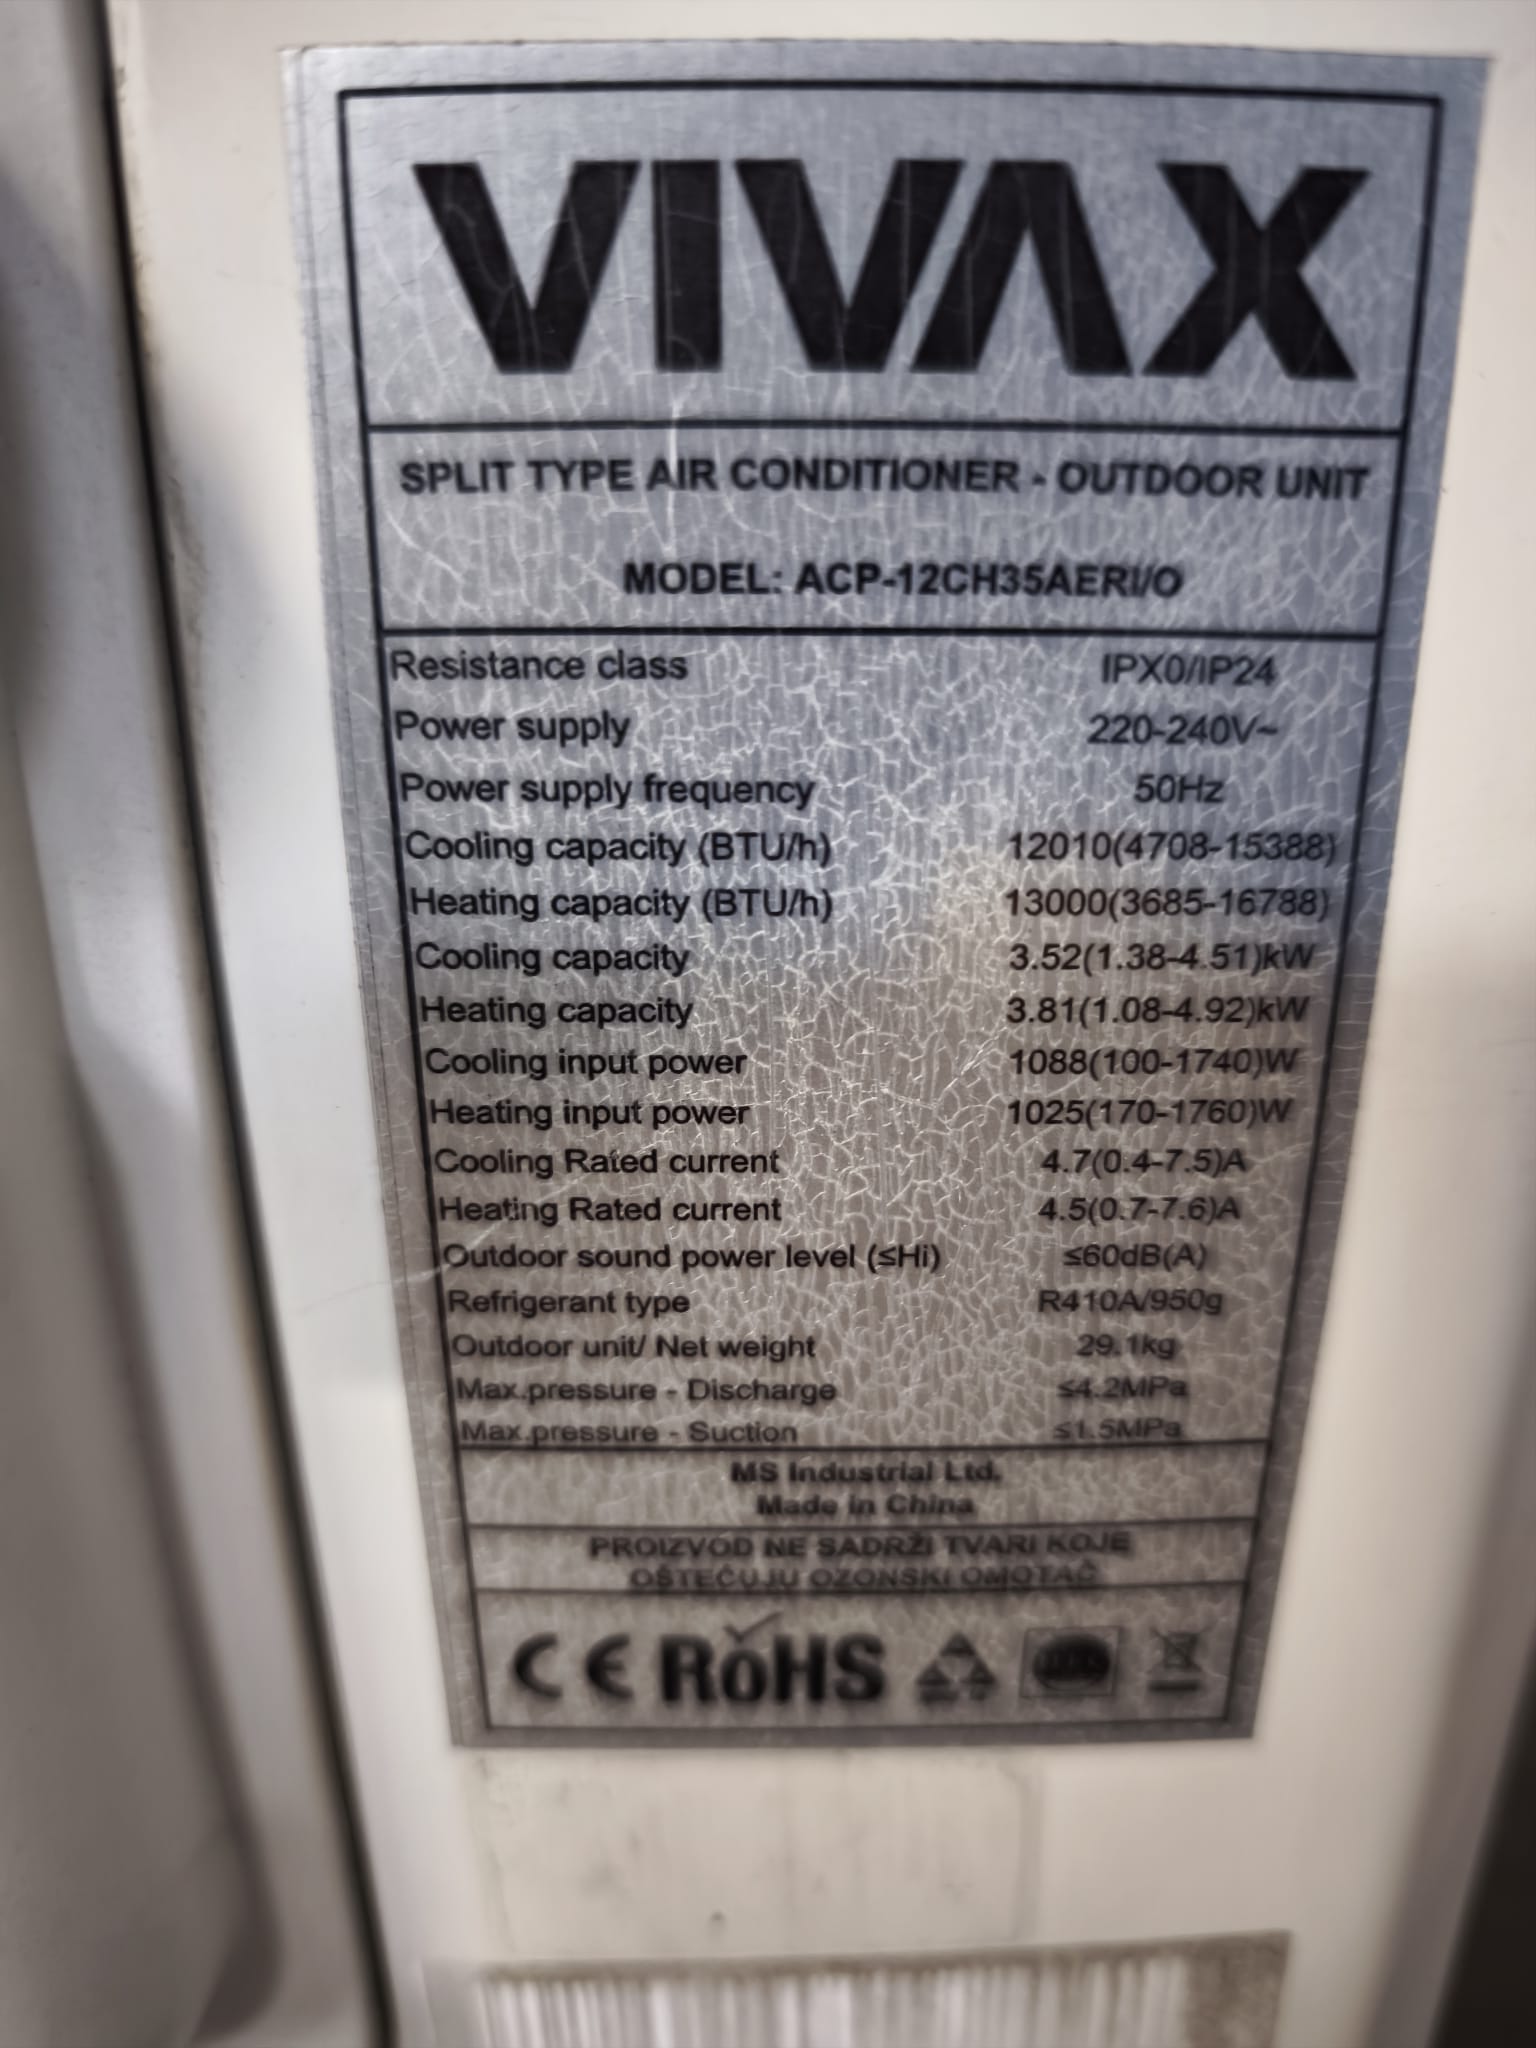 VIVAX
SPLIT TYPE AIR CONDITIONER - OUTDOOR UNIT
MODEL: ACP-12CH35AERI/O
Resistance class IPX0/IP24
Power supply 220-240V~
Power supply frequency 50Hz
Cooling capacity (BTU/h) 12010(4708-15388)
Heating capacity (BTU/h) 13000(3685-16788)
Cooling capacity 3.52(1.38-4.51)kW
Heating capacity 3.81(1.08-4.92)kW
Cooling input power 1088(100-1740)W
Heating input power 1025(170-1760)W
Cooling Rated current 4.7(0.4-7.5)A
Heating Rated current 4.5(0.7-7.6)A
Outdoor sound power level (≤Hi) ≤60dB(A)
Refrigerant type R410A/950g
Outdoor unit/ Net weight 29.1kg
Max.pressure - Discharge ≤4.2MPa
Max.pressure - Suction ≤1.5MPa
MS Industrial Ltd.
Made in China
PROIZVOD NE SADRŽI TVARI KOJE
OŠTEĆUJU OZONSKI OMOTAČ
CE RoHS